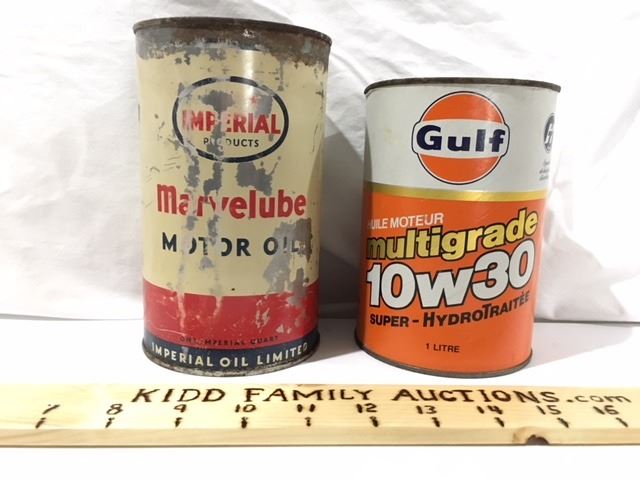 IMPERIAL
PRODUCTS
Marvelube
MOTOR OIL
ONE IMPERIAL QUART
IMPERIAL OIL LIMITED
Gulf
HUILE MOTEUR
multigrade
10w30
SUPER-HYDROTRAITÉE
1 LITRE
KIDD FAMILY AUCTIONS.com
7 8 9 10 11 12 13 14 15 16